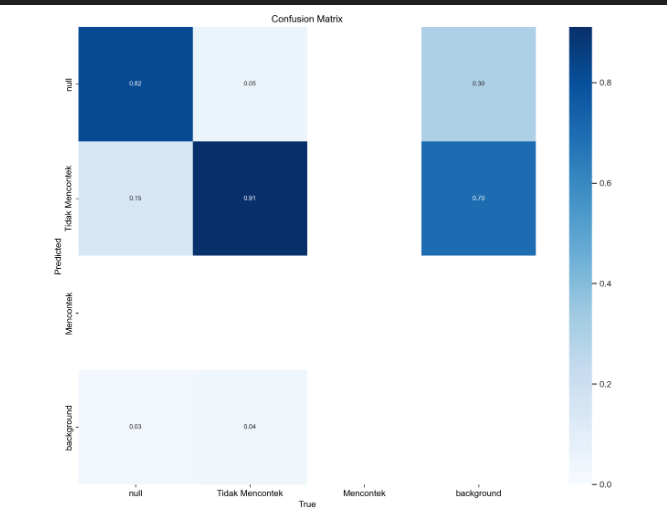 Confusion Matrix
null
0.82
0.05
0.30
Tidak Mencontek
0.15
0.91
0.70
Mencontek
background
0.03
0.04
Predicted
null
Tidak Mencontek
Mencontek
background
True
0.8
0.6
0.4
0.2
0.0